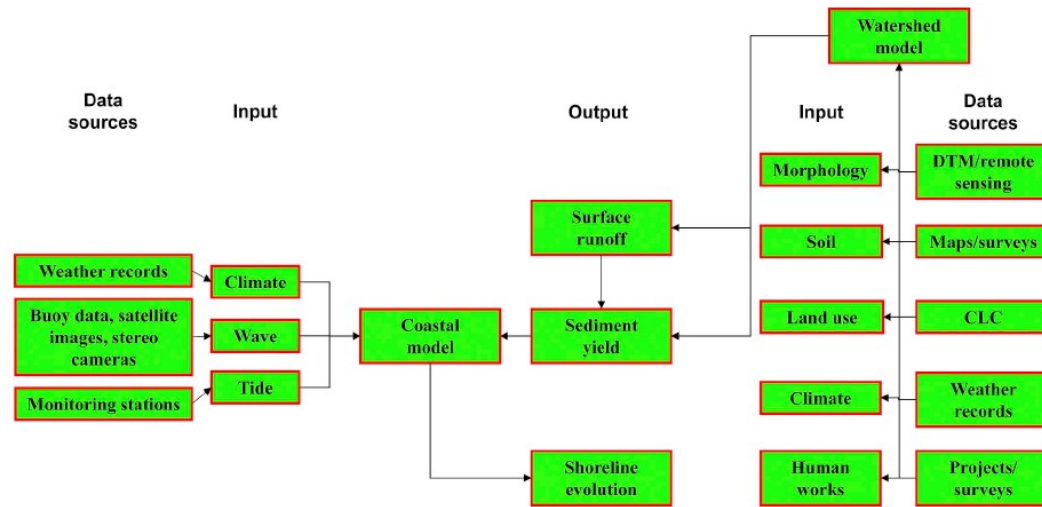 Watershed
model
Data
sources
Input
Output
Input
Data
sources
Morphology
DTM/remote
sensing
Surface
runoff
Soil
Maps/surveys
Weather records
Climate
Buoy data, satellite
images, stereo
cameras
Wave
Coastal
model
Sediment
yield
Land use
CLC
Monitoring stations
Tide
Climate
Weather
records
Shoreline
evolution
Human
works
Projects/
surveys